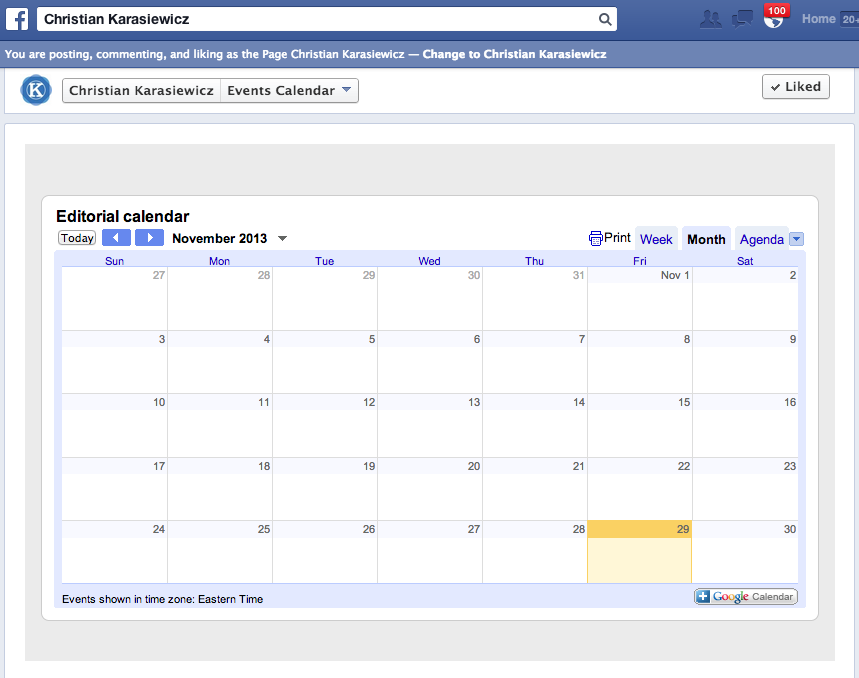 f Christian Karasiewicz 100 Home 20+
You are posting, commenting, and liking as the Page Christian Karasiewicz — Change to Christian Karasiewicz
K Christian Karasiewicz Events Calendar ✓ Liked
Editorial calendar
Today November 2013 Print Week Month Agenda
Sun Mon Tue Wed Thu Fri Sat
27 28 29 30 31 Nov 1 2
3 4 5 6 7 8 9
10 11 12 13 14 15 16
17 18 19 20 21 22 23
24 25 26 27 28 29 30
Events shown in time zone: Eastern Time + Google Calendar